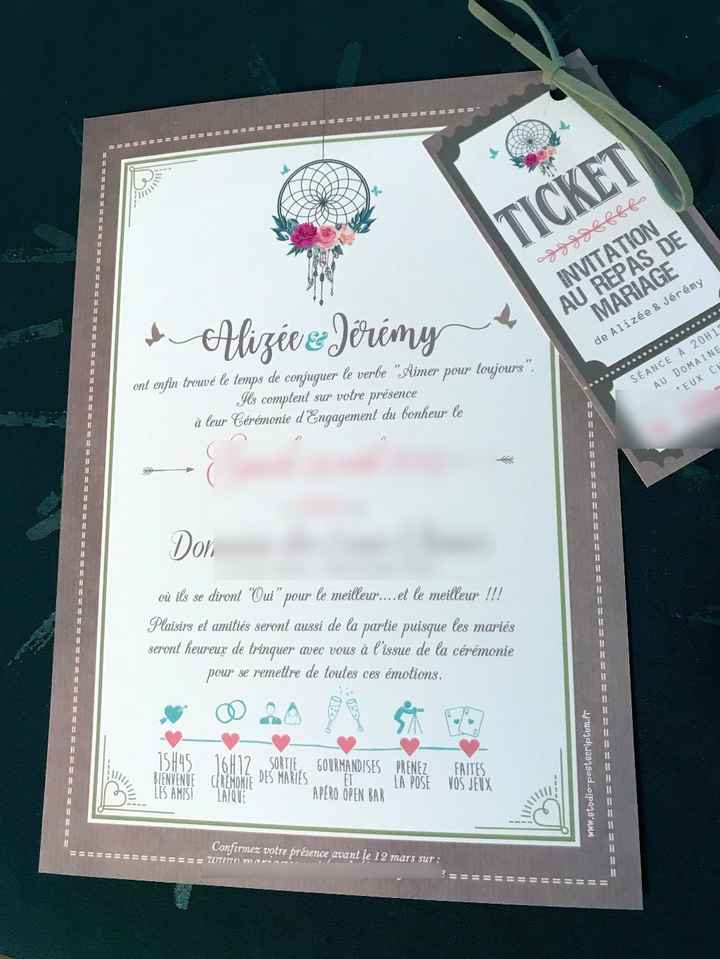 Alizée & Jérémy
ont enfin trouvé le temps de conjuguer le verbe "Aimer pour toujours".
Ils comptent sur votre présence
à leur Cérémonie d'Engagement du bonheur le
où ils se diront "Oui" pour le meilleur....et le meilleur !!!
Plaisirs et amitiés seront aussi de la partie puisque les mariés
seront heureux de trinquer avec vous à l'issue de la cérémonie
pour se remettre de toutes ces émotions.
15H45
BIENVENUE
LES AMIS!
16H12
CÉRÉMONIE
LAÏQUE
SORTIE
DES MARIÉS
GOURMANDISES
ET
APÉRO OPEN BAR
PRENEZ
LA POSE
FAITES
VOS JEUX
Confirmez votre présence avant le 12 mars sur :
www.studio-postscriptom.fr
TICKET
INVITATION
AU REPAS DE
MARIAGE
de Alizée & Jérémy
SÉANCE À 20H
AU DOMAINE